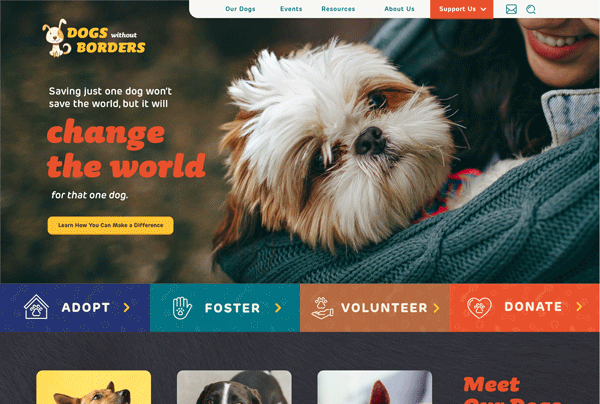 Our Dogs
Events
Resources
About Us
Support Us
DOGS without
BORDERS
Saving just one dog won't
save the world, but it will
change
the world
for that one dog.
Learn How You Can Make a Difference
ADOPT
FOSTER
VOLUNTEER
DONATE
Meet
Our Dogs